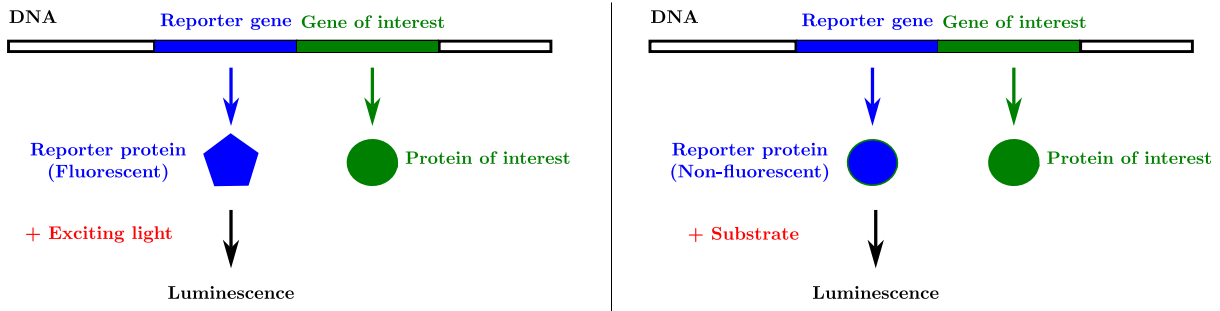 DNA
Reporter gene
Gene of interest
Reporter protein
(Fluorescent)
Protein of interest
+ Exciting light
Luminescence
DNA
Reporter gene
Gene of interest
Reporter protein
(Non-fluorescent)
Protein of interest
+ Substrate
Luminescence